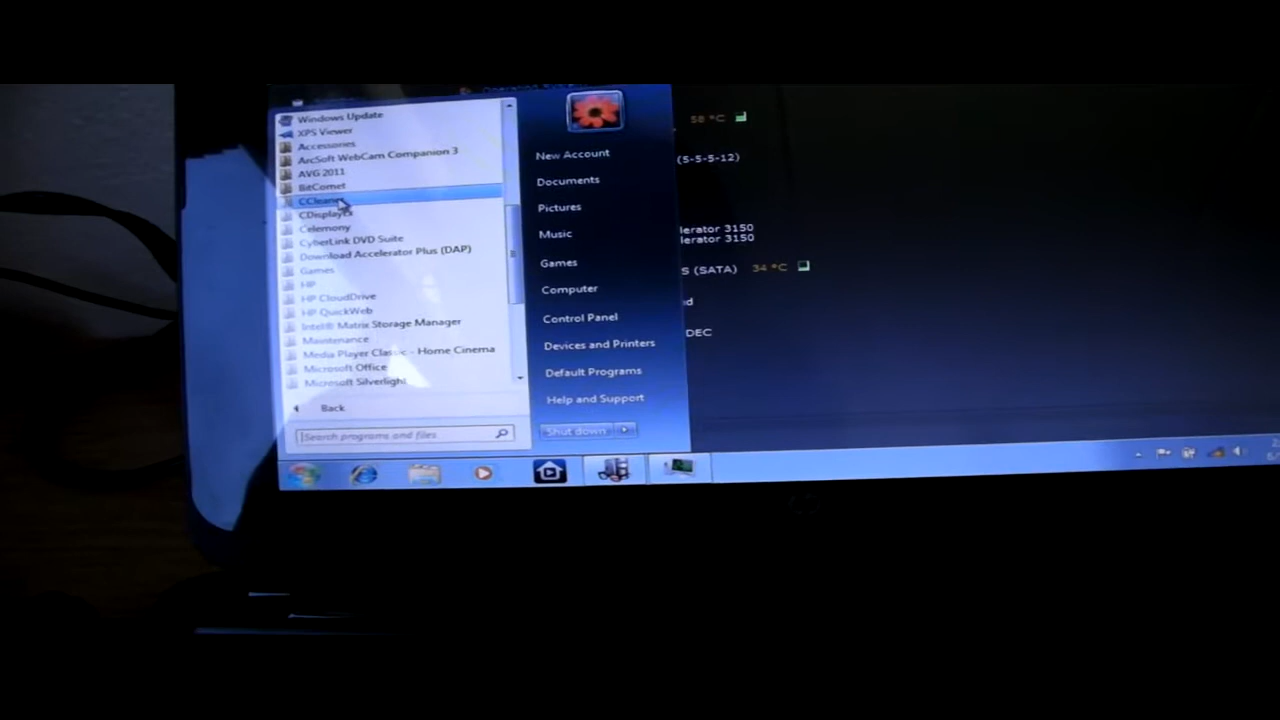 Windows Update
XPS Viewer
Accessories
ArcSoft WebCam Companion 3
AVG 2011
BitComet
CCleaner
CDisplayEx
Celemony
CyberLink DVD Suite
Download Accelerator Plus (DAP)
Games
HP
HP CloudDrive
HP QuickWeb
Intel® Matrix Storage Manager
Maintenance
Media Player Classic - Home Cinema
Microsoft Office
Microsoft Silverlight
Back
Search programs and files
New Account
Documents
Pictures
Music
Games
Computer
Control Panel
Devices and Printers
Default Programs
Help and Support
Shut down
58 °C
(5-5-5-12)
lerator 3150
lerator 3150
S (SATA) 34 °C
d
DEC